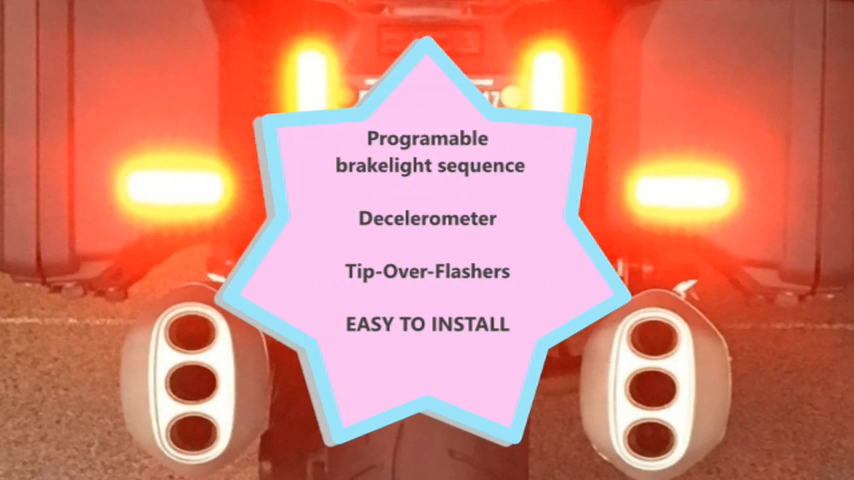 Programable
brakelight sequence
Decelerometer
Tip-Over-Flashers
EASY TO INSTALL